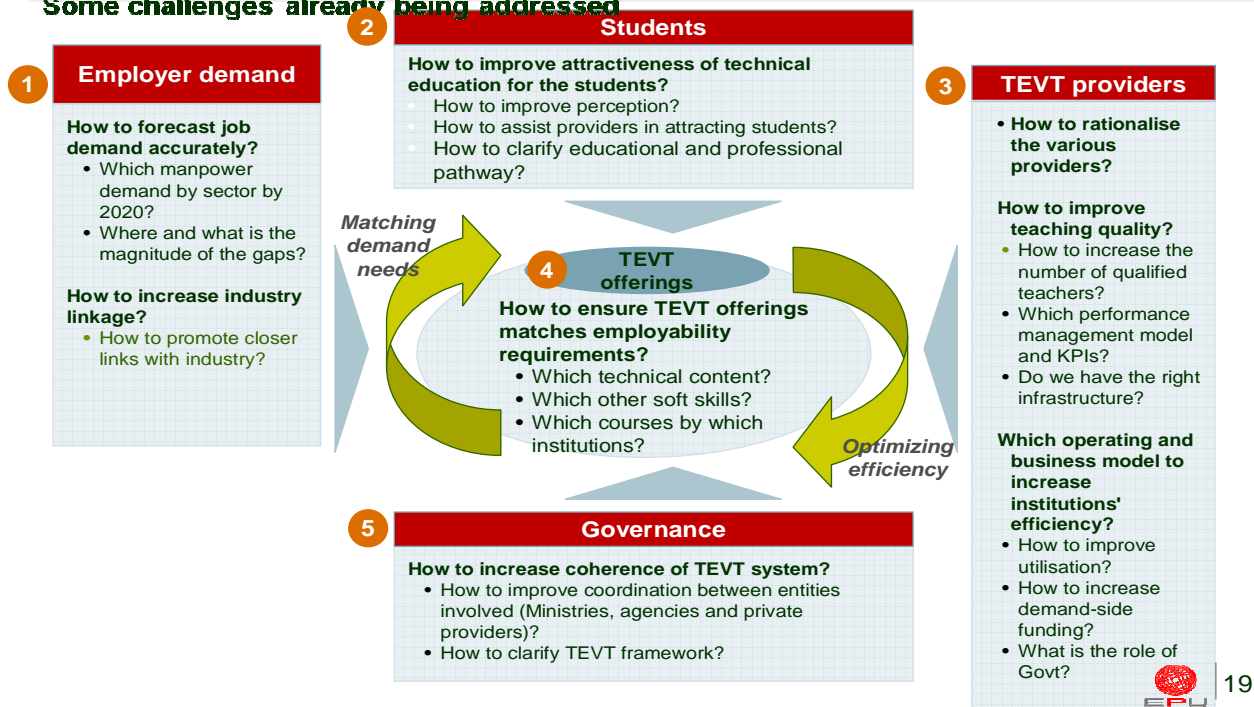 Some challenges already being addressed
1
Employer demand
How to forecast job
demand accurately?
• Which manpower
demand by sector by
2020?
• Where and what is the
magnitude of the gaps?
How to increase industry
linkage?
• How to promote closer
links with industry?
2
Students
How to improve attractiveness of technical
education for the students?
• How to improve perception?
• How to assist providers in attracting students?
• How to clarify educational and professional
pathway?
3
TEVT providers
• How to rationalise
the various
providers?
How to improve
teaching quality?
• How to increase the
number of qualified
teachers?
• Which performance
management model
and KPIs?
• Do we have the right
infrastructure?
Which operating and
business model to
increase
institutions'
efficiency?
• How to improve
utilisation?
• How to increase
demand-side
funding?
• What is the role of
Govt?
Matching
demand
needs
4
TEVT
offerings
How to ensure TEVT offerings
matches employability
requirements?
• Which technical content?
• Which other soft skills?
• Which courses by which
institutions?
Optimizing
efficiency
5
Governance
How to increase coherence of TEVT system?
• How to improve coordination between entities
involved (Ministries, agencies and private
providers)?
• How to clarify TEVT framework?
EPU
19